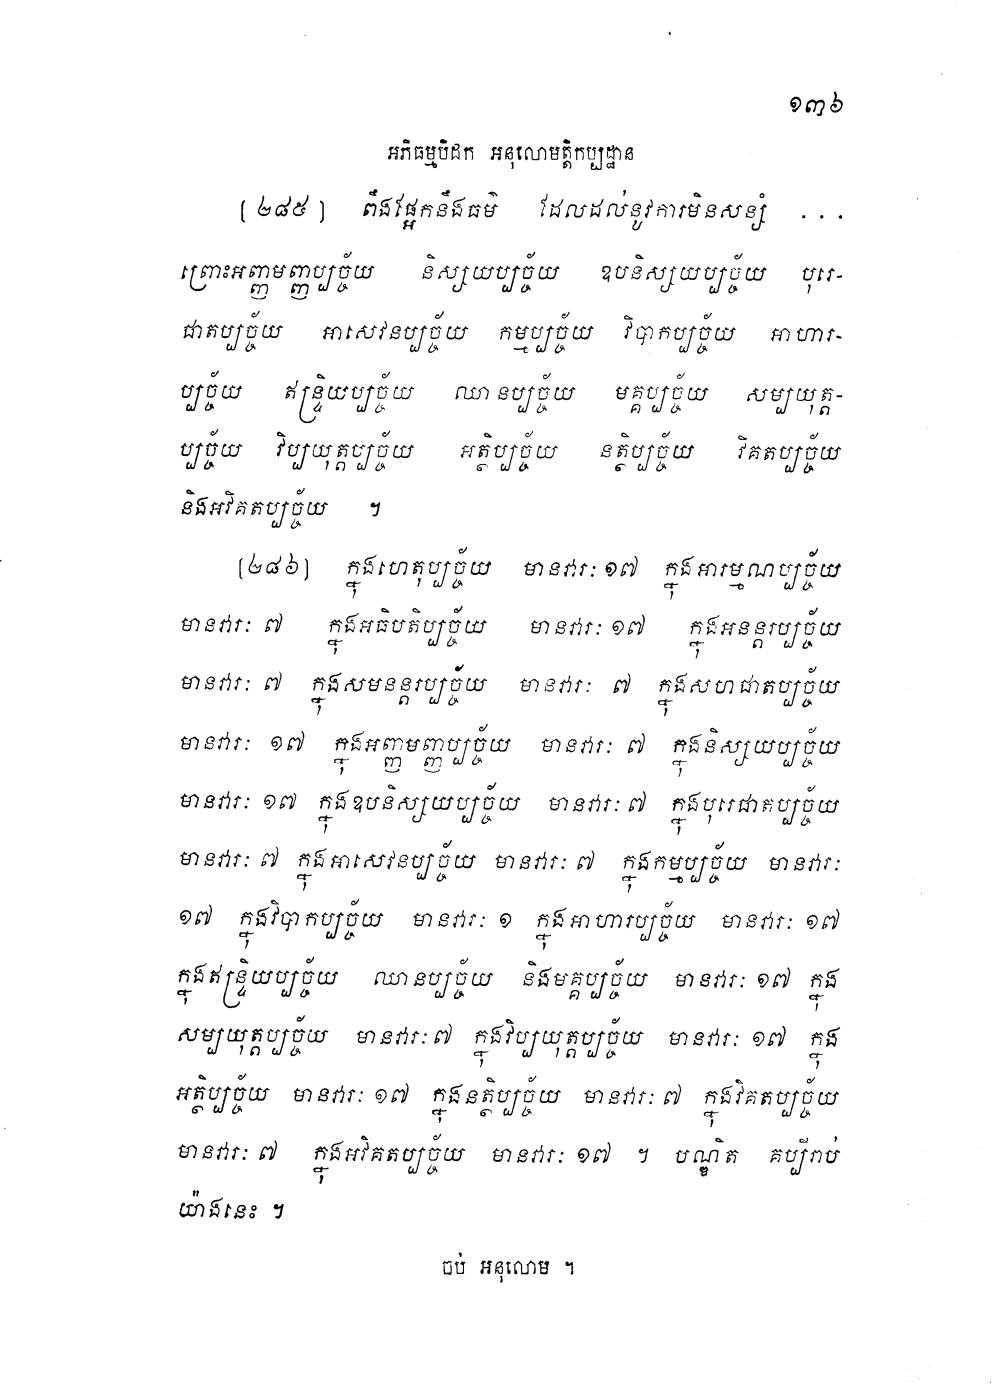 ១៣៦
អភិធម្មបិដក អនុលោមត្តិកប្បដ្ឋាន
[២៨៥] ពឹងផ្អែកនឹងធម៌ ដែលដល់នូវការមិនសន្សំ ...
ព្រោះអញ្ញមញ្ញប្បច្ច័យ និស្សយប្បច្ច័យ ឧបនិស្សយប្បច្ច័យ បុរេ-
ជាតប្បច្ច័យ អាសេវនប្បច្ច័យ កម្មប្បច្ច័យ វិបាកប្បច្ច័យ អាហារ-
ប្បច្ច័យ ឥន្ទ្រិយប្បច្ច័យ ឈានប្បច្ច័យ មគ្គប្បច្ច័យ សម្បយុត្ត-
ប្បច្ច័យ វិប្បយុត្តប្បច្ច័យ អត្ថិប្បច្ច័យ នត្ថិប្បច្ច័យ វិគតប្បច្ច័យ
និងអវិគតប្បច្ច័យ ។
[២៨៦] ក្នុងហេតុប្បច្ច័យ មានវារៈ ១៧ ក្នុងអារម្មណប្បច្ច័យ
មានវារៈ ៧ ក្នុងអធិបតិប្បច្ច័យ មានវារៈ ១៧ ក្នុងអនន្តរប្បច្ច័យ
មានវារៈ ៧ ក្នុងសមនន្តរប្បច្ច័យ មានវារៈ ៧ ក្នុងសហជាតប្បច្ច័យ
មានវារៈ ១៧ ក្នុងអញ្ញមញ្ញប្បច្ច័យ មានវារៈ ៧ ក្នុងនិស្សយប្បច្ច័យ
មានវារៈ ១៧ ក្នុងឧបនិស្សយប្បច្ច័យ មានវារៈ ៧ ក្នុងបុរេជាតប្បច្ច័យ
មានវារៈ ៧ ក្នុងអាសេវនប្បច្ច័យ មានវារៈ ៧ ក្នុងកម្មប្បច្ច័យ មានវារៈ
១៧ ក្នុងវិបាកប្បច្ច័យ មានវារៈ ១ ក្នុងអាហារប្បច្ច័យ មានវារៈ ១៧
ក្នុងឥន្ទ្រិយប្បច្ច័យ ឈានប្បច្ច័យ និងមគ្គប្បច្ច័យ មានវារៈ ១៧ ក្នុង
សម្បយុត្តប្បច្ច័យ មានវារៈ ៧ ក្នុងវិប្បយុត្តប្បច្ច័យ មានវារៈ ១៧ ក្នុង
អត្ថិប្បច្ច័យ មានវារៈ ១៧ ក្នុងនត្ថិប្បច្ច័យ មានវារៈ ៧ ក្នុងវិគតប្បច្ច័យ
មានវារៈ ៧ ក្នុងអវិគតប្បច្ច័យ មានវារៈ ១៧ ។ បណ្ឌិត គប្បីរាប់
យ៉ាងនេះ ។
ចប់ អនុលោម ។